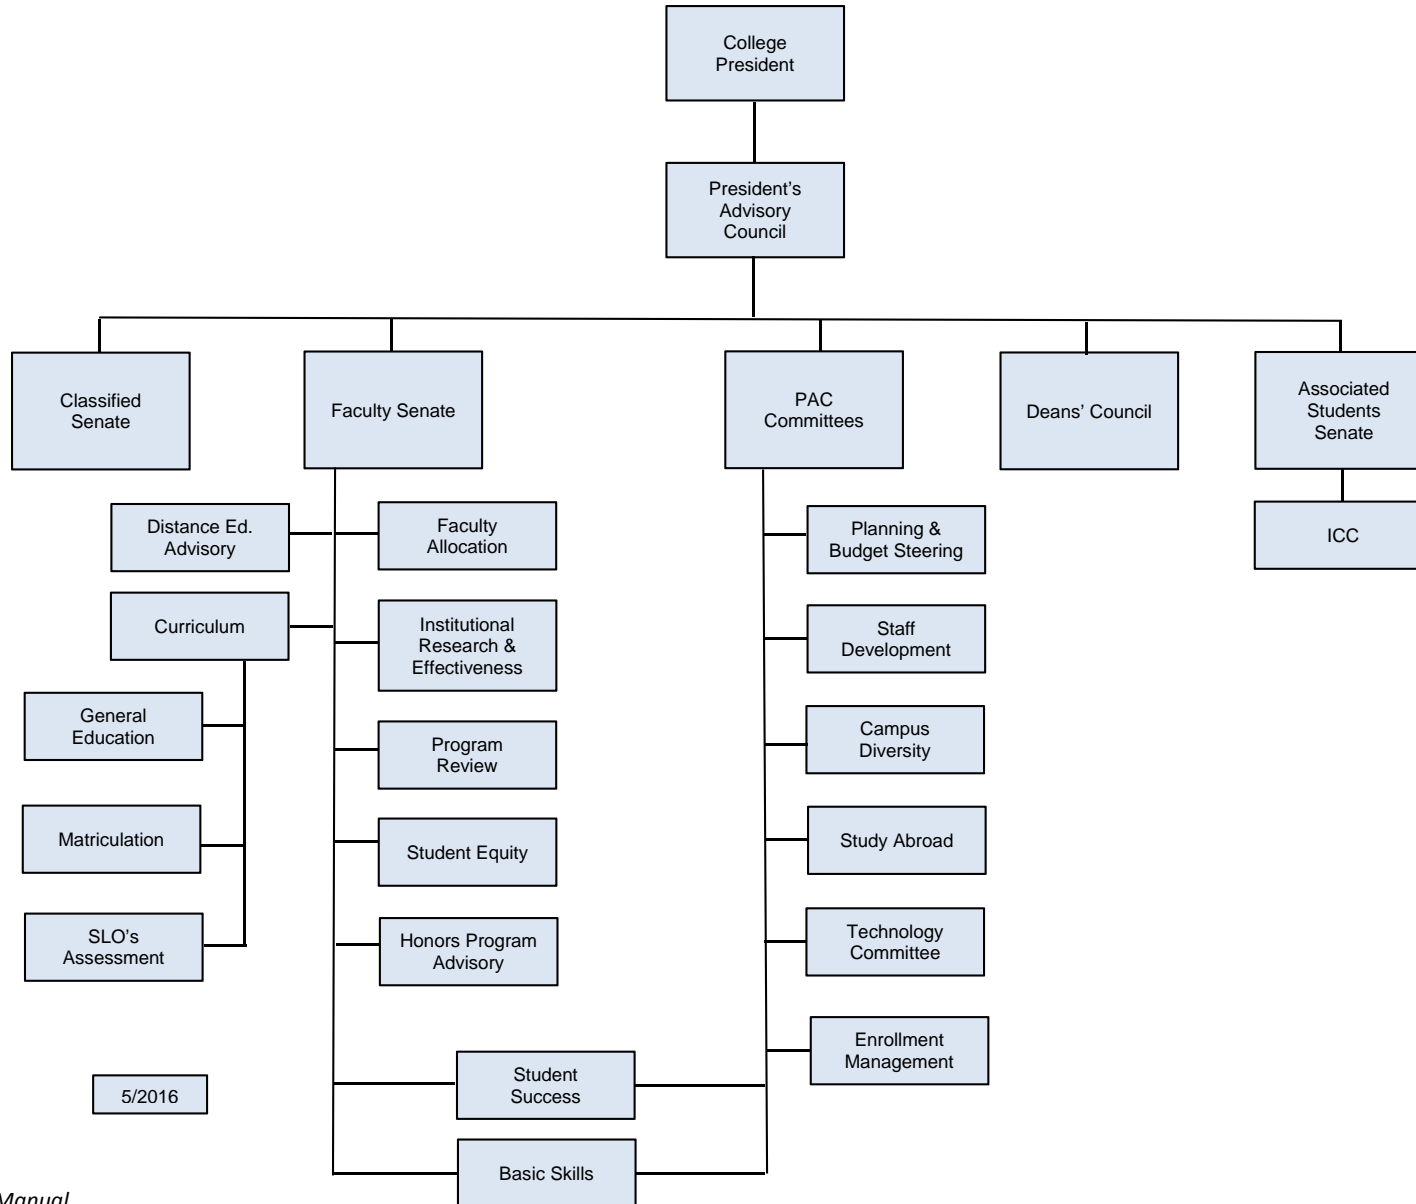 College
President
President’s
Advisory
Council
Classified
Senate
Faculty Senate
PAC
Committees
Deans’ Council
Associated
Students
Senate
Distance Ed.
Advisory
Faculty
Allocation
Planning &
Budget Steering
ICC
Curriculum
Institutional
Research &
Effectiveness
Staff
Development
General
Education
Program
Review
Campus
Diversity
Matriculation
Student Equity
Study Abroad
SLO’s
Assessment
Honors Program
Advisory
Technology
Committee
Enrollment
Management
Student
Success
5/2016
Basic Skills
Manual